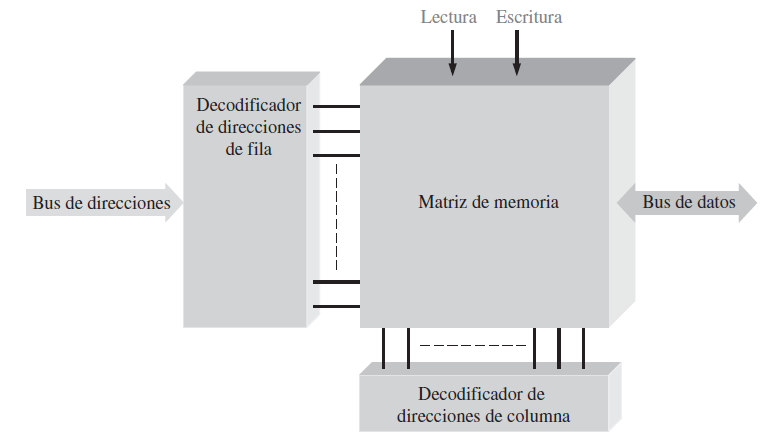 Lectura Escritura
Decodificador
de direcciones
de fila
Bus de direcciones
Matriz de memoria
Bus de datos
Decodificador de
direcciones de columna